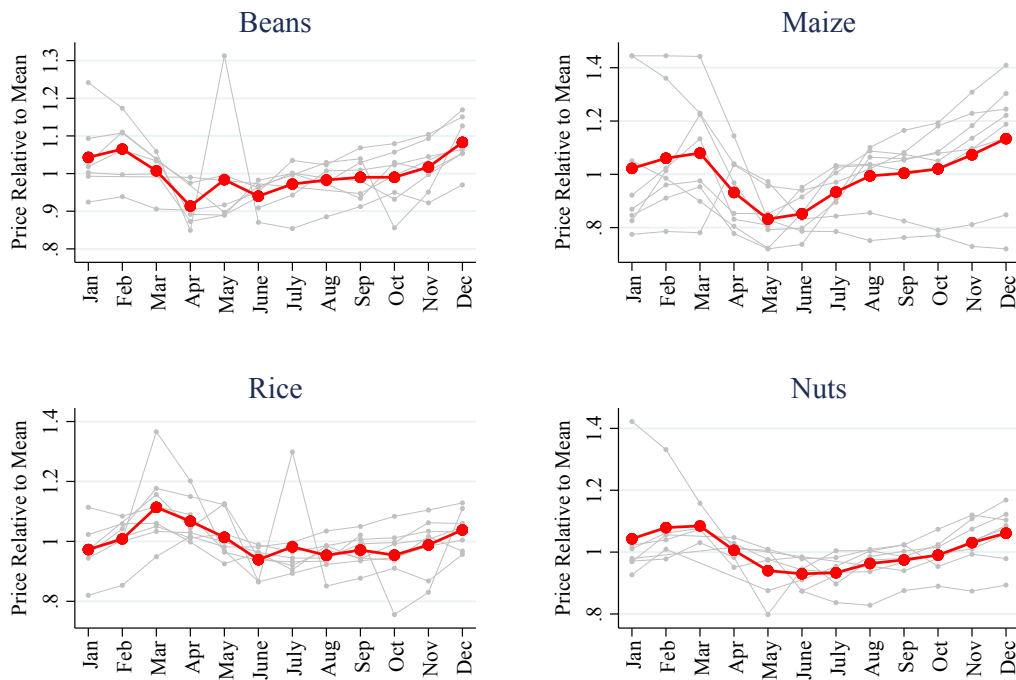 Beans
Price Relative to Mean
1.3
1.2
1.1
1
.9
.8
Jan Feb Mar Apr May June July Aug Sep Oct Nov Dec
Maize
Price Relative to Mean
1.4
1.2
1
.8
Jan Feb Mar Apr May June July Aug Sep Oct Nov Dec
Rice
Price Relative to Mean
1.4
1.2
1
.8
Jan Feb Mar Apr May June July Aug Sep Oct Nov Dec
Nuts
Price Relative to Mean
1.4
1.2
1
.8
Jan Feb Mar Apr May June July Aug Sep Oct Nov Dec